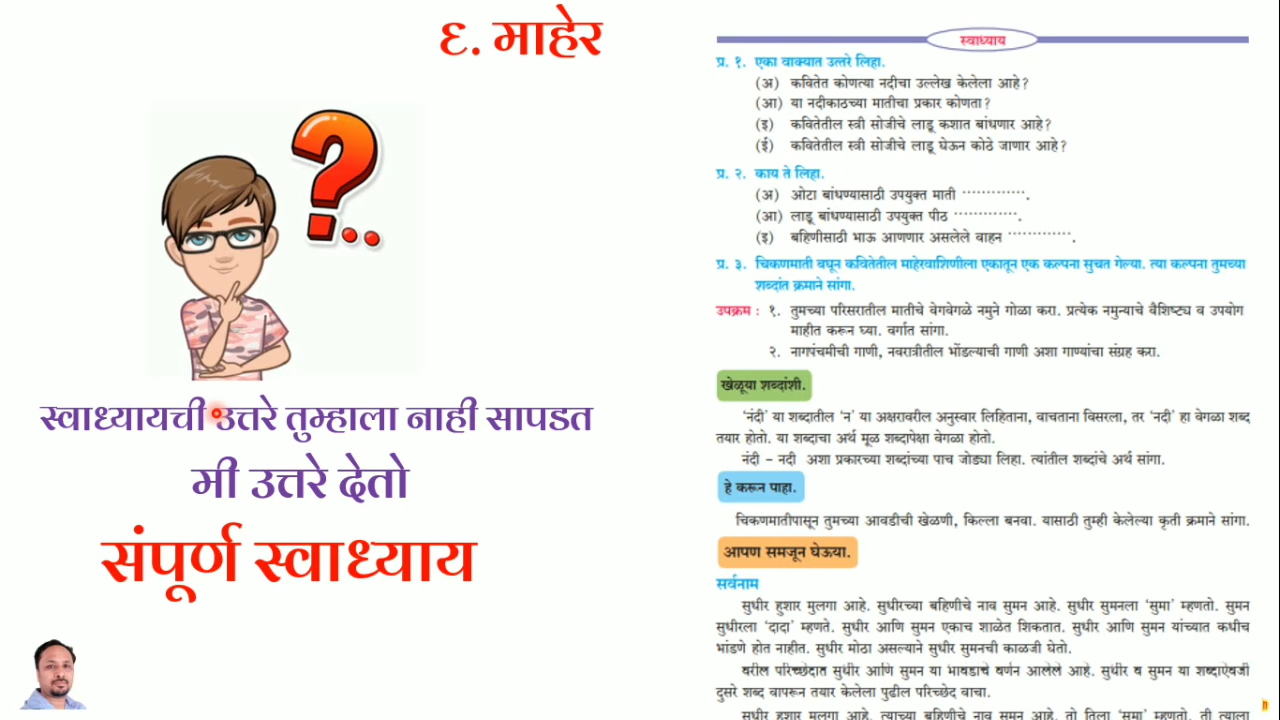 ६. माहेर
स्वाध्यायची उत्तरे तुम्हाला नाही सापडत
मी उत्तरे देतो
संपूर्ण स्वाध्याय
स्वाध्याय
प्र. १. एका वाक्यात उत्तरे लिहा.
(अ) कवितेत कोणत्या नदीचा उल्लेख केलेला आहे?
(आ) या नदीकाठच्या मातीचा प्रकार कोणता?
(इ) कवितेतील स्त्री सोजीचे लाडू कशात बांधणार आहे?
(ई) कवितेतील स्त्री सोजीचे लाडू घेऊन कोठे जाणार आहे?
प्र. २. काय ते लिहा.
(अ) ओटा बांधण्यासाठी उपयुक्त माती ············.
(आ) लाडू बांधण्यासाठी उपयुक्त पीठ ············.
(इ) बहिणीसाठी भाऊ आणणार असलेले वाहन ············.
प्र. ३. चिकणमाती बघून कवितेतील माहेरवाशिणीला एकातून एक कल्पना सुचत गेल्या. त्या कल्पना तुमच्या
शब्दांत क्रमाने सांगा.
उपक्रम : १. तुमच्या परिसरातील मातीचे वेगवेगळे नमुने गोळा करा. प्रत्येक नमुन्याचे वैशिष्ट्य व उपयोग
माहीत करून घ्या. वर्गात सांगा.
२. नागपंचमीची गाणी, नवरात्रीतील भोंडल्याची गाणी अशा गाण्यांचा संग्रह करा.
खेळूया शब्दांशी.
'नंदी' या शब्दातील 'न' या अक्षरावरील अनुस्वार लिहिताना, वाचताना विसरला, तर 'नदी' हा वेगळा शब्द
तयार होतो. या शब्दाचा अर्थ मूळ शब्दापेक्षा वेगळा होतो.
नंदी – नदी अशा प्रकारच्या शब्दांच्या पाच जोड्या लिहा. त्यांतील शब्दांचे अर्थ सांगा.
हे करून पाहा.
चिकणमातीपासून तुमच्या आवडीची खेळणी, किल्ला बनवा. यासाठी तुम्ही केलेल्या कृती क्रमाने सांगा.
आपण समजून घेऊया.
सर्वनाम
सुधीर हुशार मुलगा आहे. सुधीरच्या बहिणीचे नाव सुमन आहे. सुधीर सुमनला 'सुमा' म्हणतो. सुमन
सुधीरला 'दादा' म्हणते. सुधीर आणि सुमन एकाच शाळेत शिकतात. सुधीर आणि सुमन यांच्यात कधीच
भांडणे होत नाहीत. सुधीर मोठा असल्याने सुधीर सुमनची काळजी घेतो.
वरील परिच्छेदात सुधीर आणि सुमन या भावंडांचे वर्णन आलेले आहे. सुधीर व सुमन या शब्दांऐवजी
दुसरे शब्द वापरून तयार केलेला पुढील परिच्छेद वाचा.
सुधीर हुशार मुलगा आहे. त्याच्या बहिणीचे नाव सुमन आहे. तो तिला 'सुमा' म्हणतो. ती त्याला